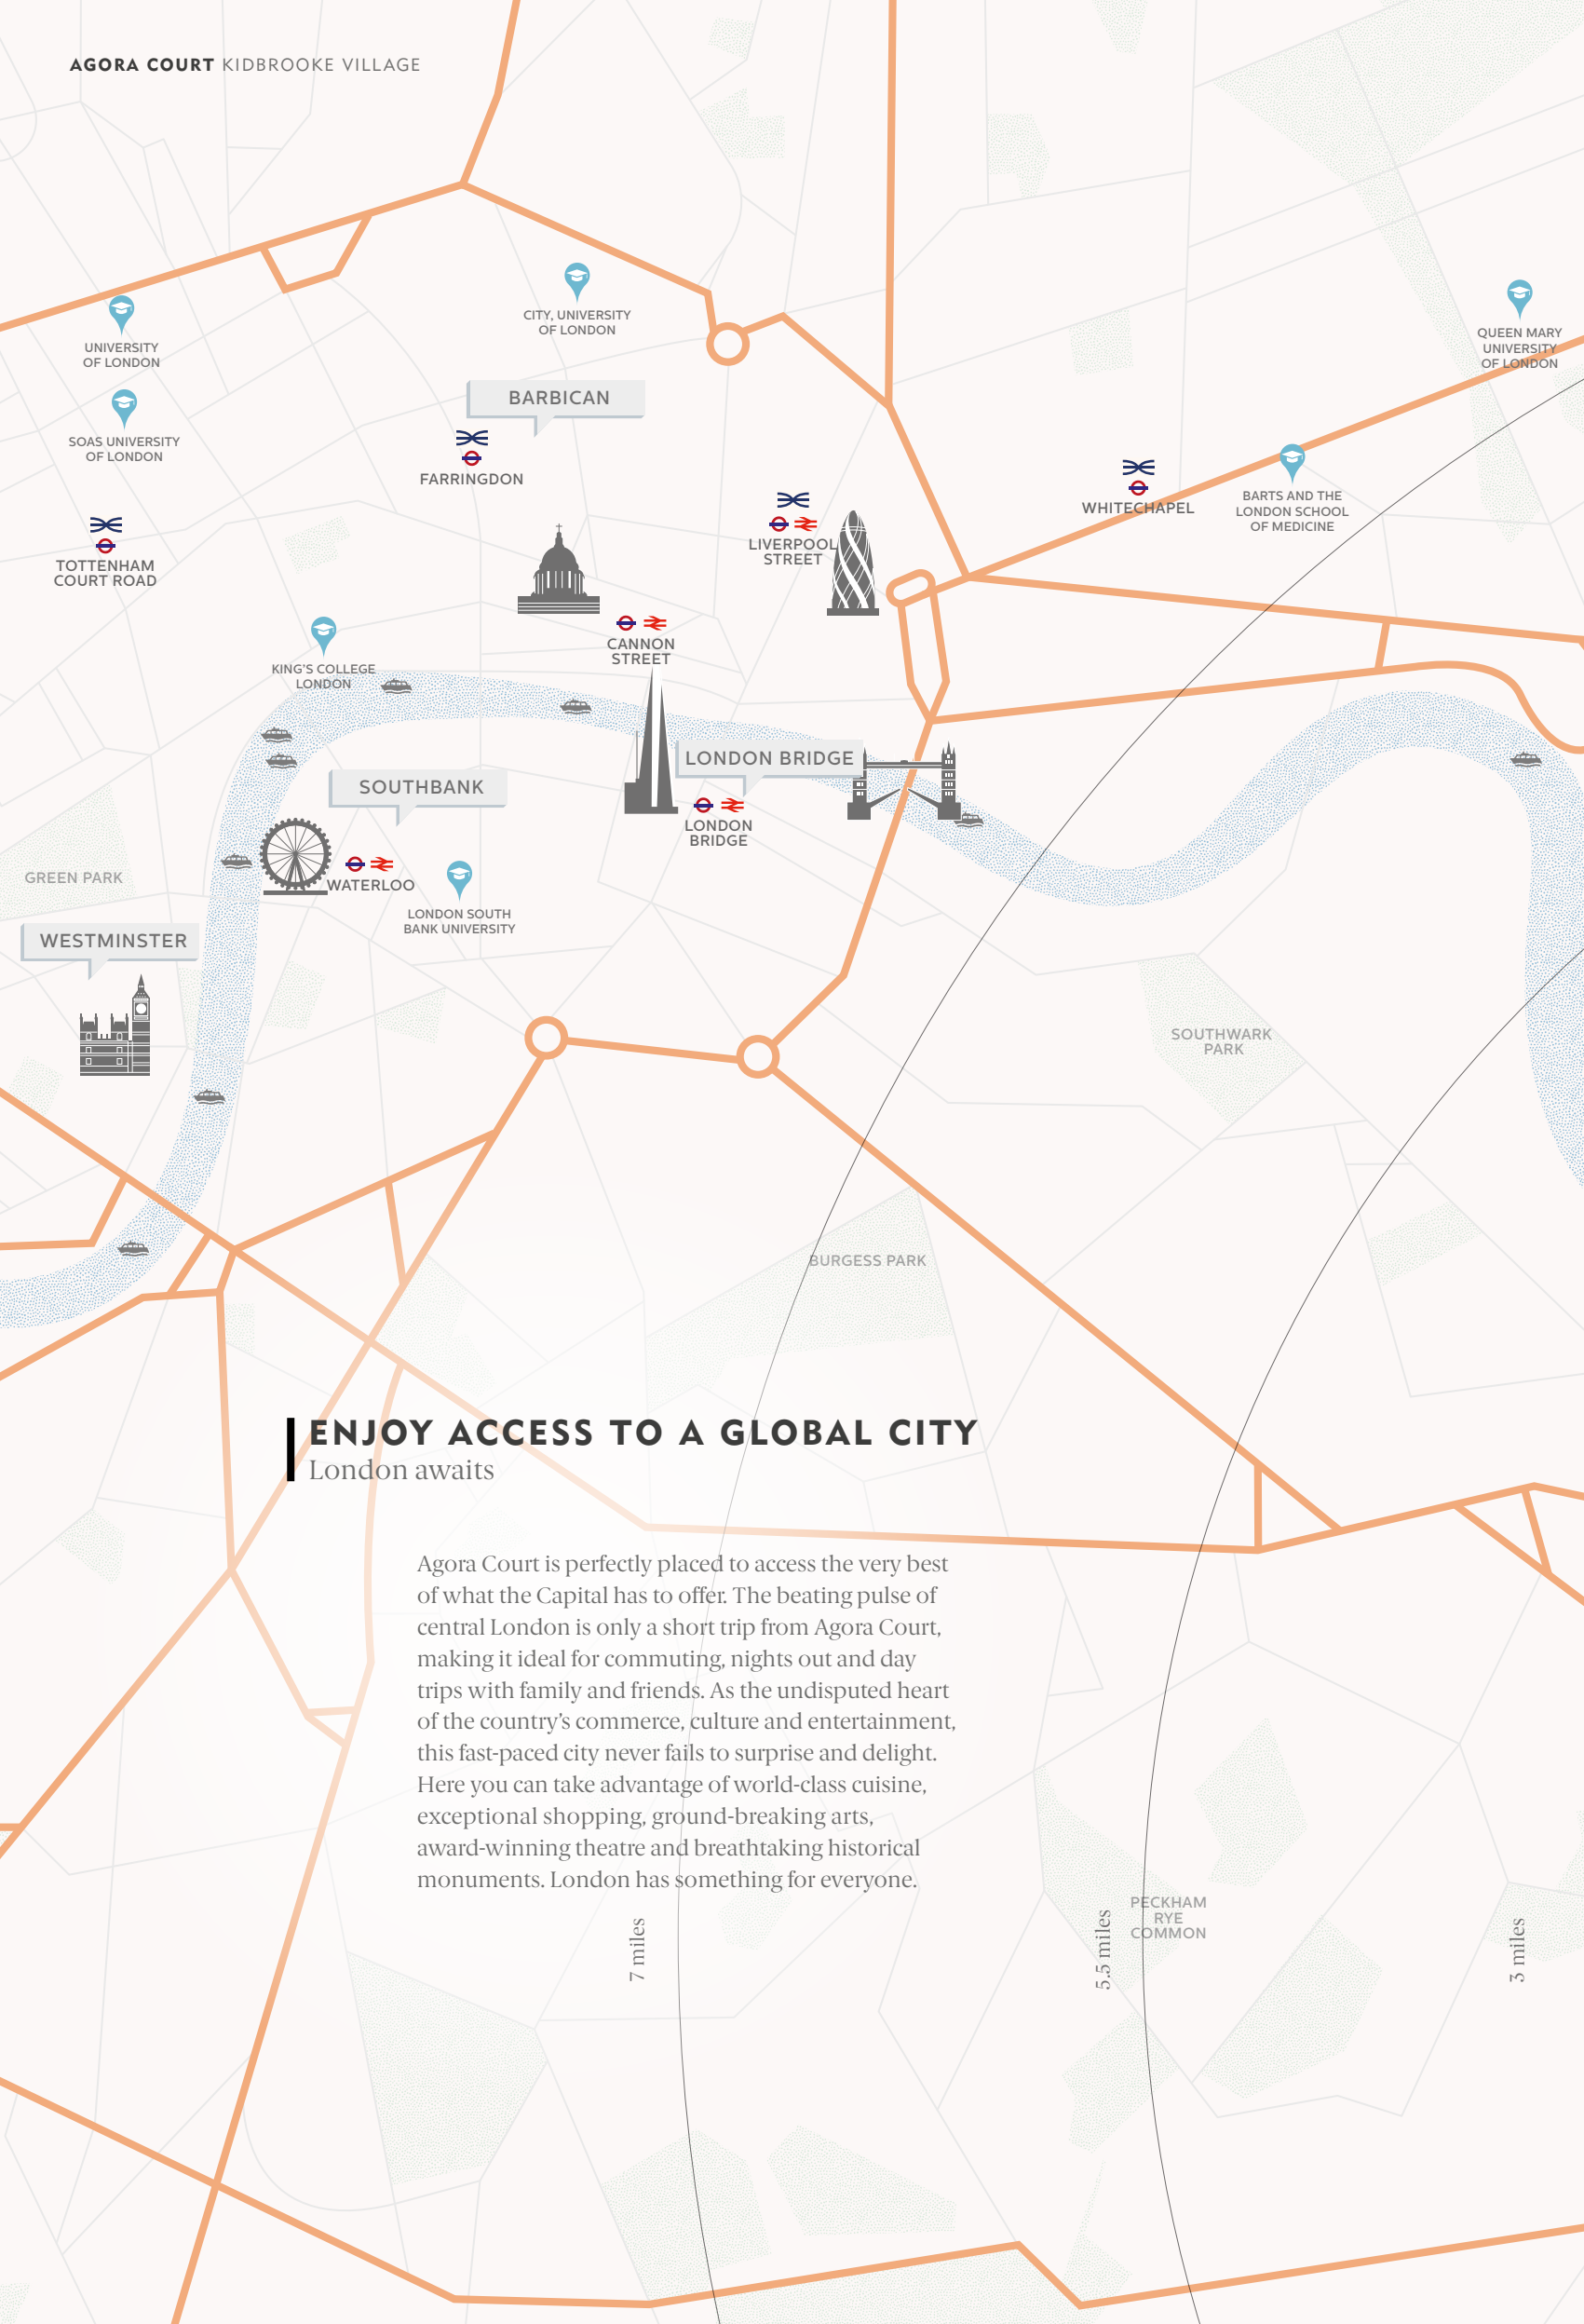 AGORA COURT KIDBROOKE VILLAGE
CITY, UNIVERSITY
OF LONDON
UNIVERSITY
OF LONDON
QUEEN MARY
UNIVERSITY
OF LONDON
BARBICAN
SOAS UNIVERSITY
OF LONDON
FARRINGDON
WHITECHAPEL
BARTS AND THE
LONDON SCHOOL
OF MEDICINE
LIVERPOOL
STREET
TOTTENHAM
COURT ROAD
CANNON
STREET
KING'S COLLEGE
LONDON
LONDON BRIDGE
SOUTHBANK
LONDON
BRIDGE
GREEN PARK
WATERLOO
LONDON SOUTH
BANK UNIVERSITY
WESTMINSTER
SOUTHWARK
PARK
BURGESS PARK
ENJOY ACCESS TO A GLOBAL CITY
London awaits
Agora Court is perfectly placed to access the very best
of what the Capital has to offer. The beating pulse of
central London is only a short trip from Agora Court,
making it ideal for commuting, nights out and day
trips with family and friends. As the undisputed heart
of the country's commerce, culture and entertainment,
this fast-paced city never fails to surprise and delight.
Here you can take advantage of world-class cuisine,
exceptional shopping, ground-breaking arts,
award-winning theatre and breathtaking historical
monuments. London has something for everyone.
PECKHAM
RYE
COMMON
7 miles
5.5 miles
3 miles